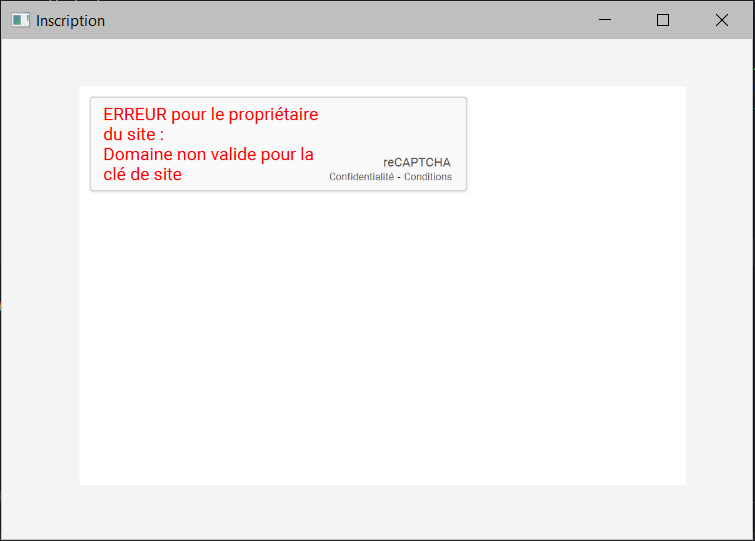 Inscription
ERREUR pour le propriétaire
du site :
Domaine non valide pour la
clé de site
reCAPTCHA
Confidentialité - Conditions